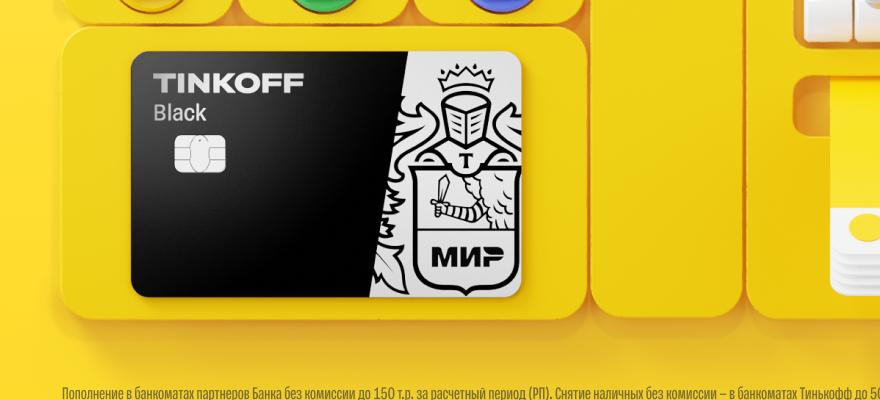 TINKOFF
Black
T
МИР
Пополнение в банкоматах партнеров Банка без комиссии до 150 т.р. за расчетный период (РП). Снятие наличных без комиссии – в банкоматах Тинькофф до